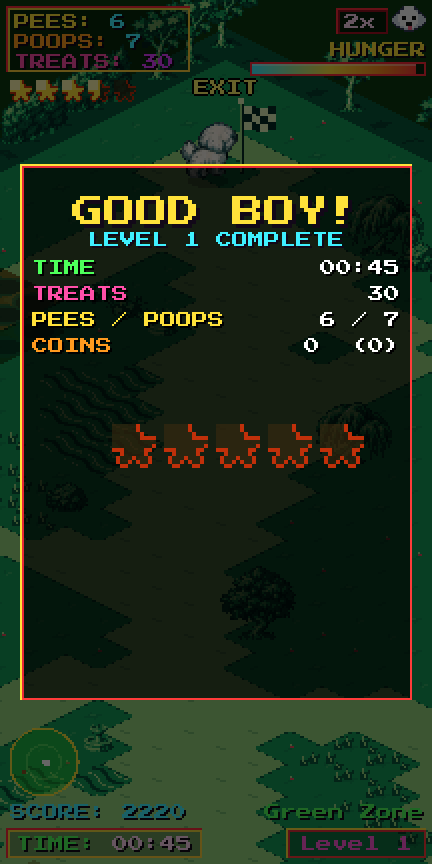 PEES: 6
POOPS: 7
TREATS: 30
2x
HUNGER
EXIT
GOOD BOY!
LEVEL 1 COMPLETE
TIME 00:45
TREATS 30
PEES / POOPS 6 / 7
COINS 0 (0)
SCORE: 2220
Green Zone
TIME: 00:45
Level 1